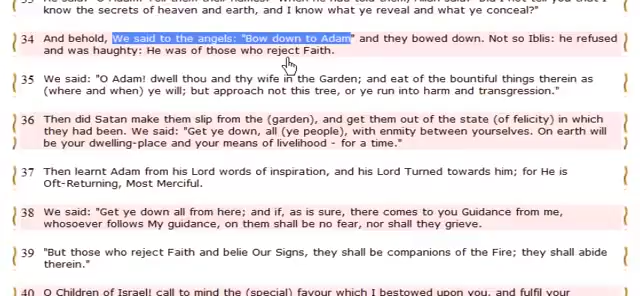 know the secrets of heaven and earth, and I know what ye reveal and what ye conceal?"
34 And behold, We said to the angels: "Bow down to Adam" and they bowed down. Not so Iblis: he refused
and was haughty: He was of those who reject Faith.
35 We said: "O Adam! dwell thou and thy wife in the Garden; and eat of the bountiful things therein as
(where and when) ye will; but approach not this tree, or ye run into harm and transgression."
36 Then did Satan make them slip from the (garden), and get them out of the state (of felicity) in which
they had been. We said: "Get ye down, all (ye people), with enmity between yourselves. On earth will
be your dwelling-place and your means of livelihood - for a time."
37 Then learnt Adam from his Lord words of inspiration, and his Lord Turned towards him; for He is
Oft-Returning, Most Merciful.
38 We said: "Get ye down all from here; and if, as is sure, there comes to you Guidance from me,
whosoever follows My guidance, on them shall be no fear, nor shall they grieve.
39 "But those who reject Faith and belie Our Signs, they shall be companions of the Fire; they shall abide
therein."
40 O Children of Israel! call to mind the (special) favour which I bestowed upon you, and fulfil your